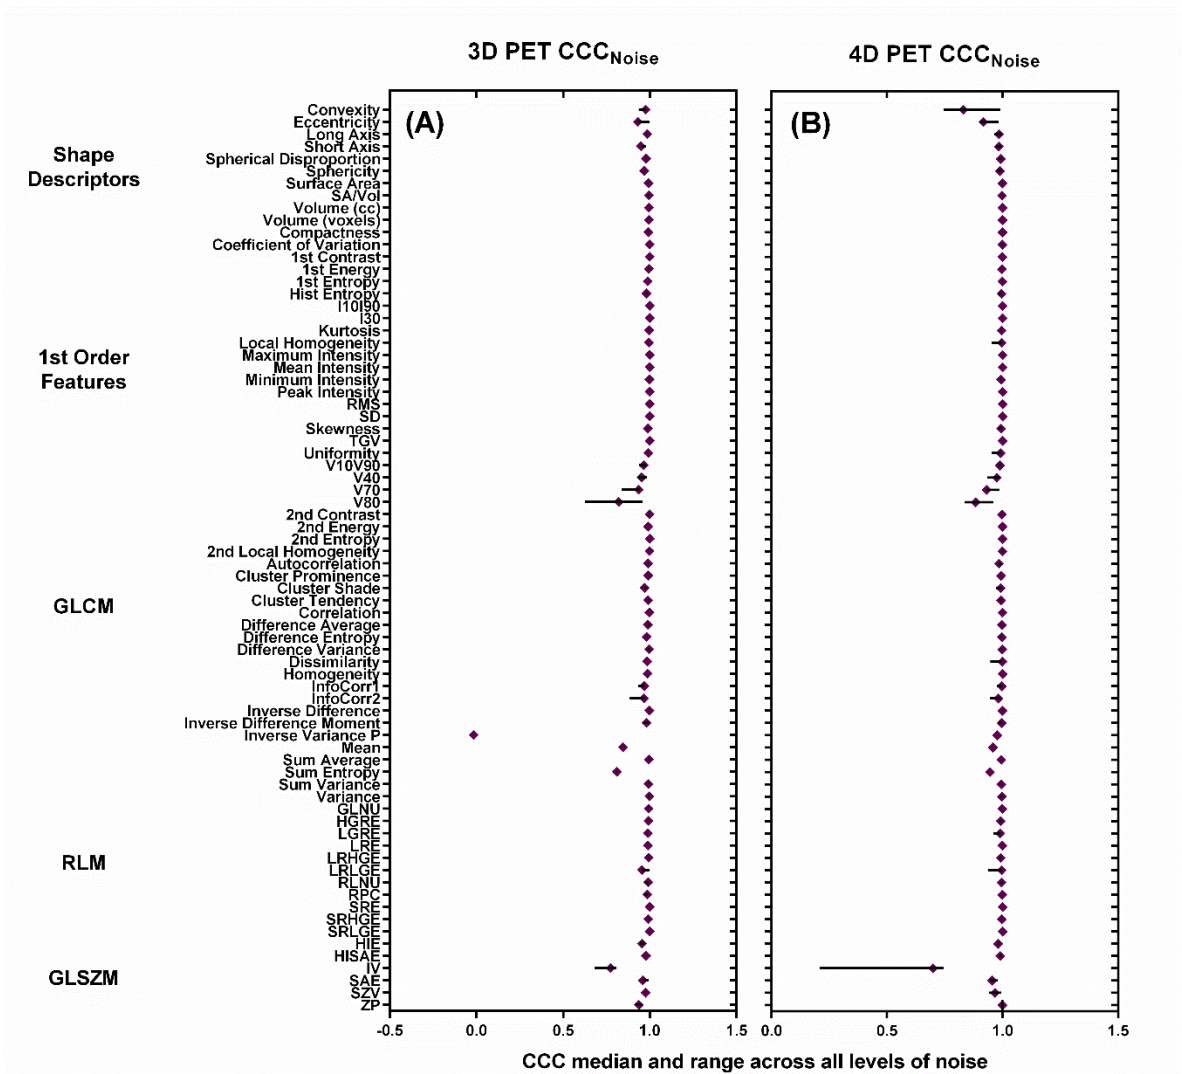 3D PET CCCNoise
4D PET CCCNoise
(A)
(B)
Shape
Descriptors
Convexity
Eccentricity
Long Axis
Short Axis
Spherical Disproportion
Sphericity
Surface Area
SA/Vol
Volume (cc)
Volume (voxels)
Compactness
1st Order
Features
Coefficient of Variation
1st Contrast
1st Energy
1st Entropy
Hist Entropy
I10I90
I30
Kurtosis
Local Homogeneity
Maximum Intensity
Mean Intensity
Minimum Intensity
Peak Intensity
RMS
SD
Skewness
TGV
Uniformity
V10V90
V40
V70
V80
GLCM
2nd Contrast
2nd Energy
2nd Entropy
2nd Local Homogeneity
Autocorrelation
Cluster Prominence
Cluster Shade
Cluster Tendency
Correlation
Difference Average
Difference Entropy
Difference Variance
Dissimilarity
Homogeneity
InfoCorr1
InfoCorr2
Inverse Difference
Inverse Difference Moment
Inverse Variance P
Mean
Sum Average
Sum Entropy
Sum Variance
Variance
RLM
GLNU
HGRE
LGRE
LRE
LRHGE
LRLGE
RLNU
RPC
SRE
SRHGE
SRLGE
GLSZM
HIE
HISAE
IV
SAE
SZV
ZP
-0.5 0.0 0.5 1.0 1.5
0.0 0.5 1.0 1.5
CCC median and range across all levels of noise